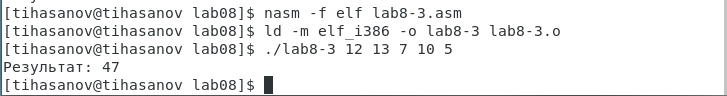 [tihasanov@tihasanov lab08]$ nasm -f elf lab8-3.asm
[tihasanov@tihasanov lab08]$ ld -m elf_i386 -o lab8-3 lab8-3.o
[tihasanov@tihasanov lab08]$ ./lab8-3 12 13 7 10 5
Результат: 47
[tihasanov@tihasanov lab08]$